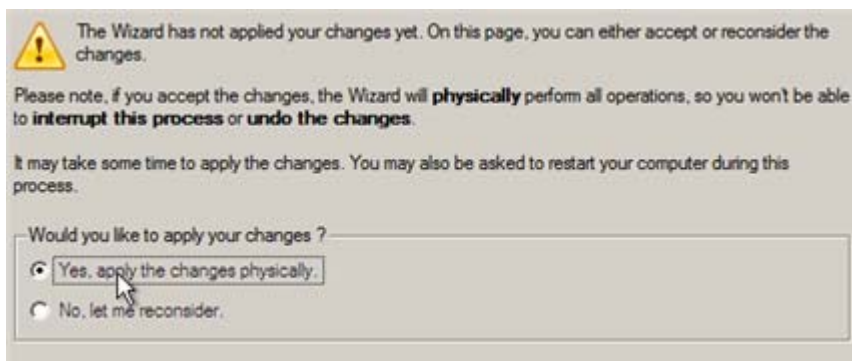 The Wizard has not applied your changes yet. On this page, you can either accept or reconsider the
changes.
Please note, if you accept the changes, the Wizard will physically perform all operations, so you won't be able
to interrupt this process or undo the changes.
It may take some time to apply the changes. You may also be asked to restart your computer during this
process.
Would you like to apply your changes ?
Yes, apply the changes physically.
No, let me reconsider.